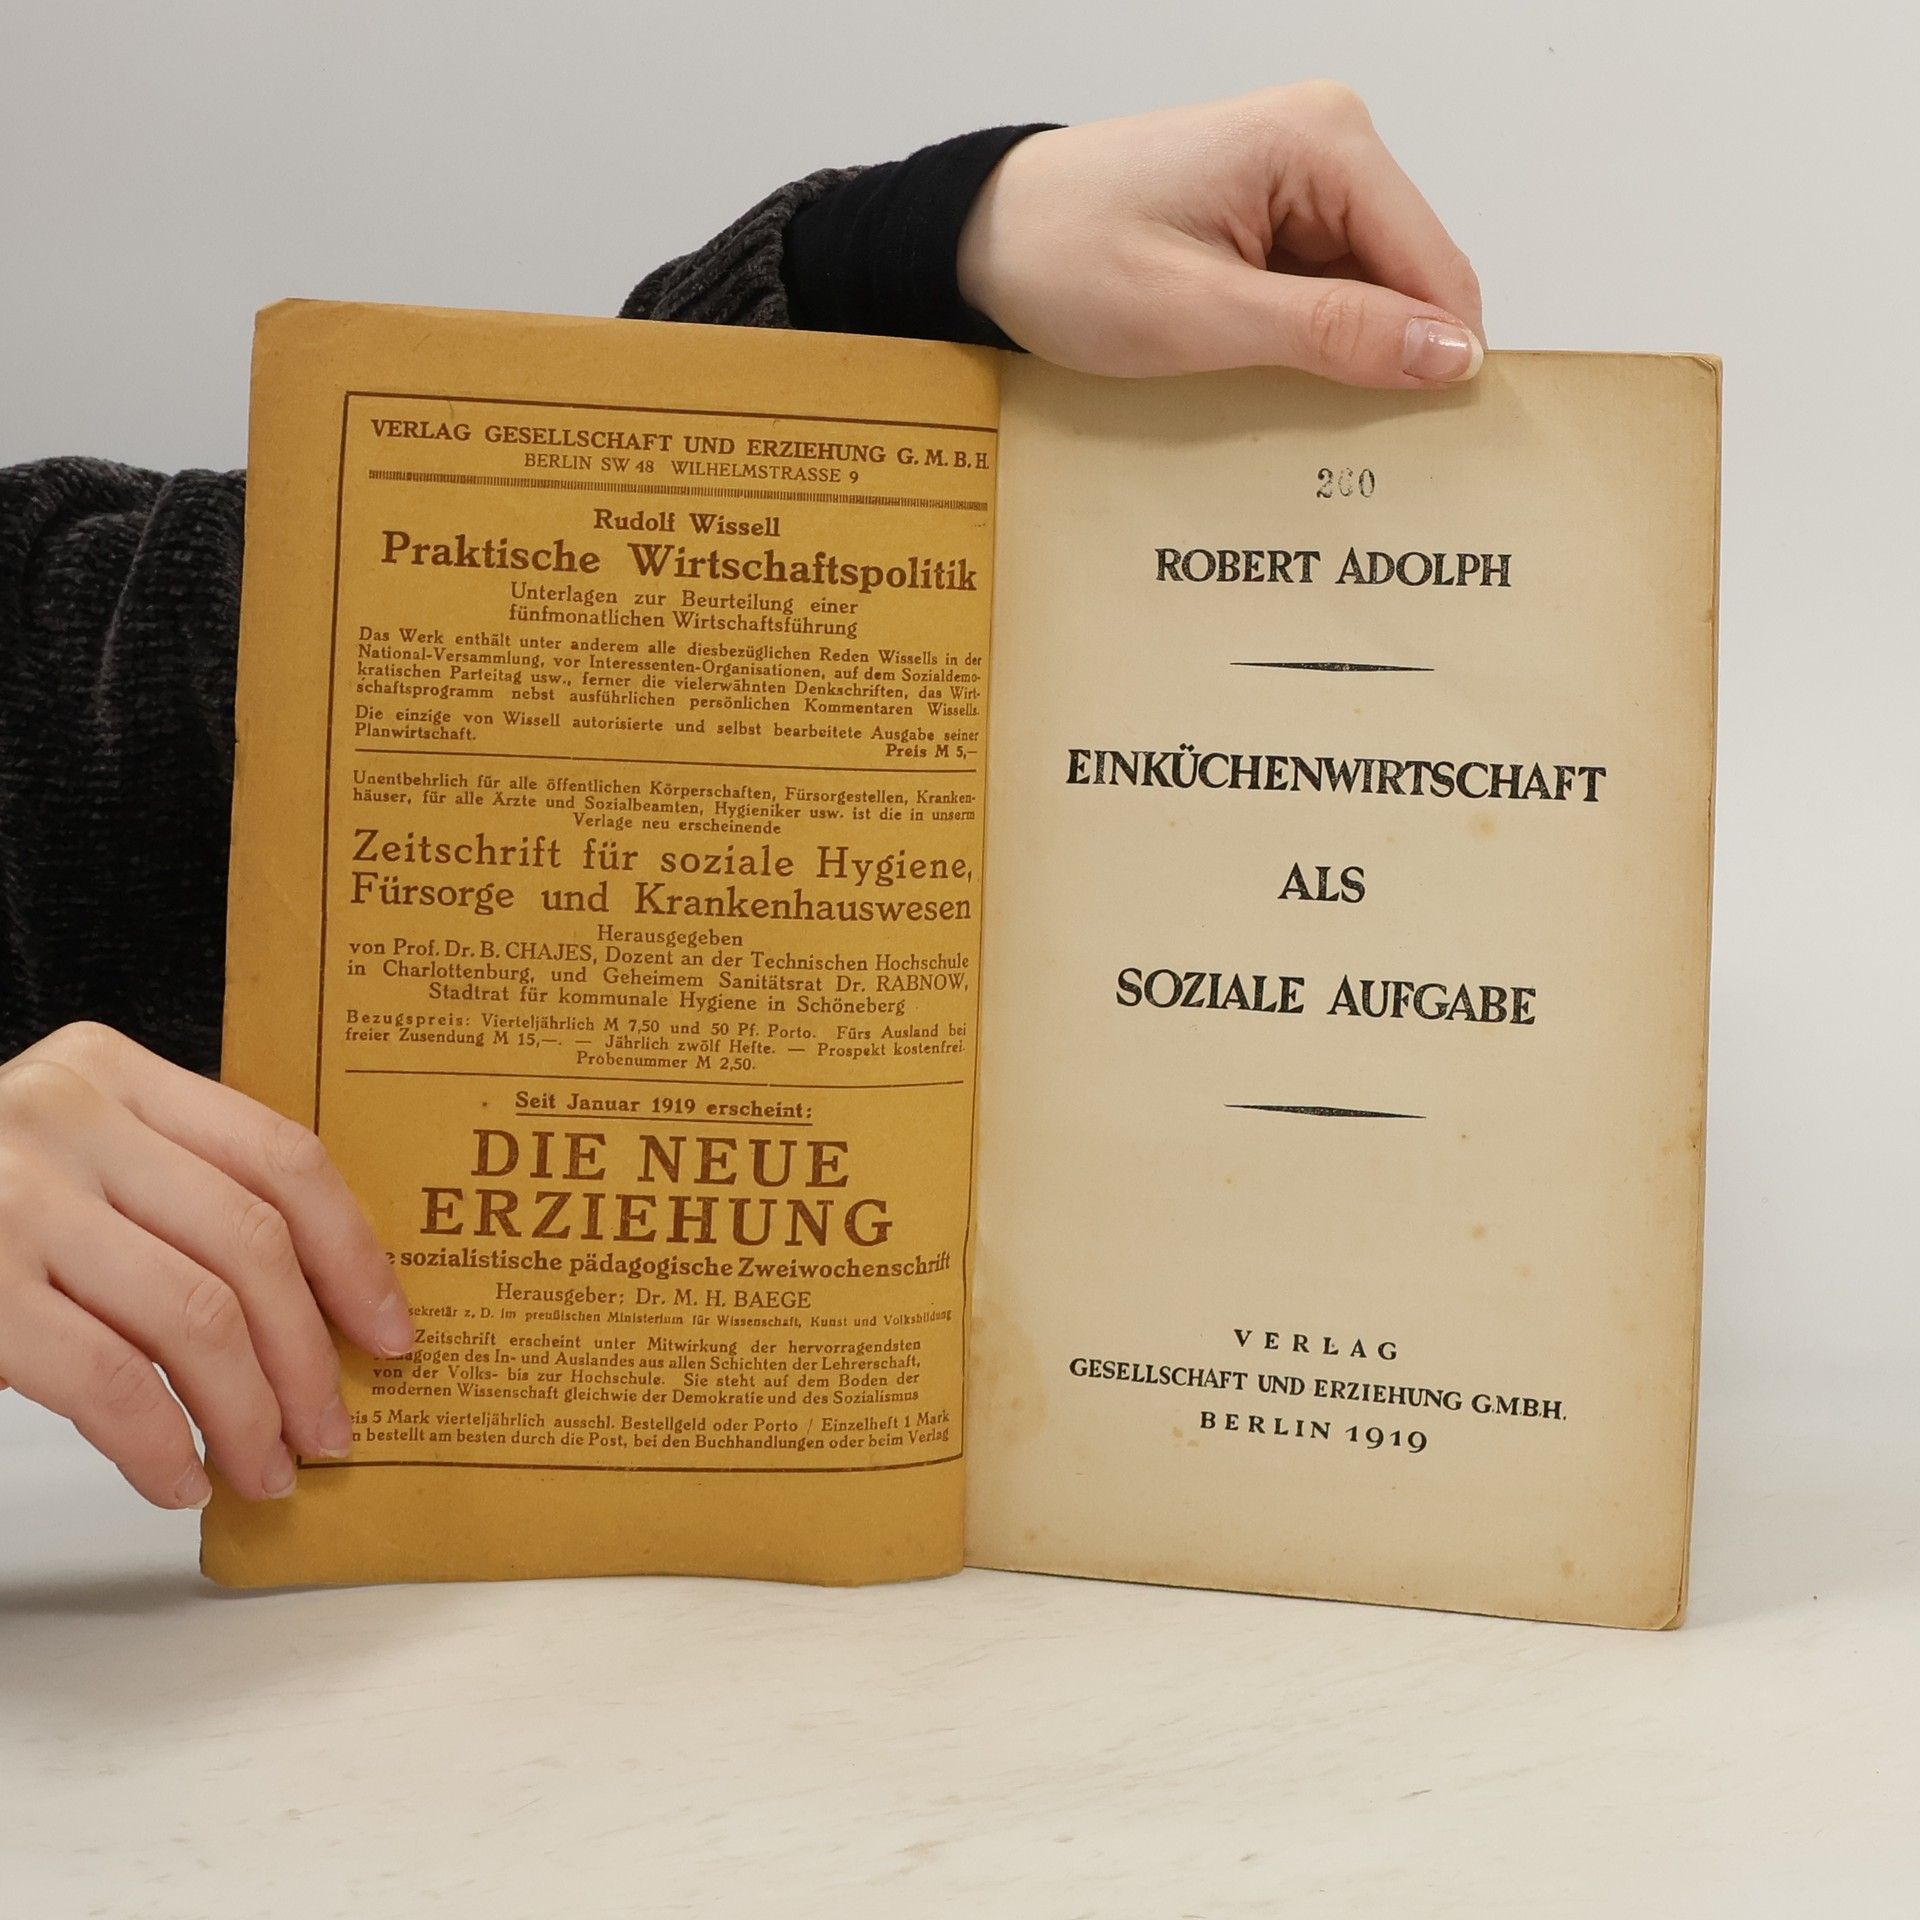 VERLAG GESELLSCHAFT UND ERZIEHUNG G. M. B. H.
BERLIN SW 48 WILHELMSTRASSE 9
Rudolf Wissell
Praktische Wirtschaftspolitik
Unterlagen zur Beurteilung einer
fünfmonatlichen Wirtschaftsführung
Das Werk enthält unter anderem alle diesbezüglichen Reden Wissells in der
National-Versammlung, vor Interessenten-Organisationen, auf dem Sozialdemo-
kratischen Parteitag usw., ferner die vielerwähnten Denkschriften, das Wirt-
schaftsprogramm nebst ausführlichen persönlichen Kommentaren Wissells.
Die einzige von Wissell autorisierte und selbst bearbeitete Ausgabe seiner
Planwirtschaft.
Preis M 5,—
Unentbehrlich für alle öffentlichen Körperschaften, Fürsorgestellen, Kranken-
häuser, für alle Ärzte und Sozialbeamten, Hygieniker usw. ist die in unserm
Verlage neu erscheinende
Zeitschrift für soziale Hygiene,
Fürsorge und Krankenhauswesen
Herausgegeben
von Prof. Dr. B. CHAJES, Dozent an der Technischen Hochschule
in Charlottenburg, und Geheimem Sanitätsrat Dr. RABNOW,
Stadtrat für kommunale Hygiene in Schöneberg
Bezugspreis: Vierteljährlich M 7,50 und 50 Pf. Porto. Fürs Ausland bei
freier Zusendung M 15,—. — Jährlich zwölf Hefte. — Prospekt kostenfrei.
Probenummer M 2,50.
Seit Januar 1919 erscheint:
DIE NEUE
ERZIEHUNG
sozialistische pädagogische Zweiwochenschrift
Herausgeber: Dr. M. H. BAEGE
sekretär z. D. im preußischen Ministerium für Wissenschaft, Kunst und Volksbildung
Zeitschrift erscheint unter Mitwirkung der hervorragendsten
agogen des In- und Auslandes aus allen Schichten der Lehrerschaft,
von der Volks- bis zur Hochschule. Sie steht auf dem Boden der
modernen Wissenschaft gleichwie der Demokratie und des Sozialismus
eis 5 Mark vierteljährlich ausschl. Bestellgeld oder Porto / Einzelheft 1 Mark
n bestellt am besten durch die Post, bei den Buchhandlungen oder beim Verlag
260
ROBERT ADOLPH
EINKÜCHENWIRTSCHAFT
ALS
SOZIALE AUFGABE
VERLAG
GESELLSCHAFT UND ERZIEHUNG G.M.B.H.
BERLIN 1919